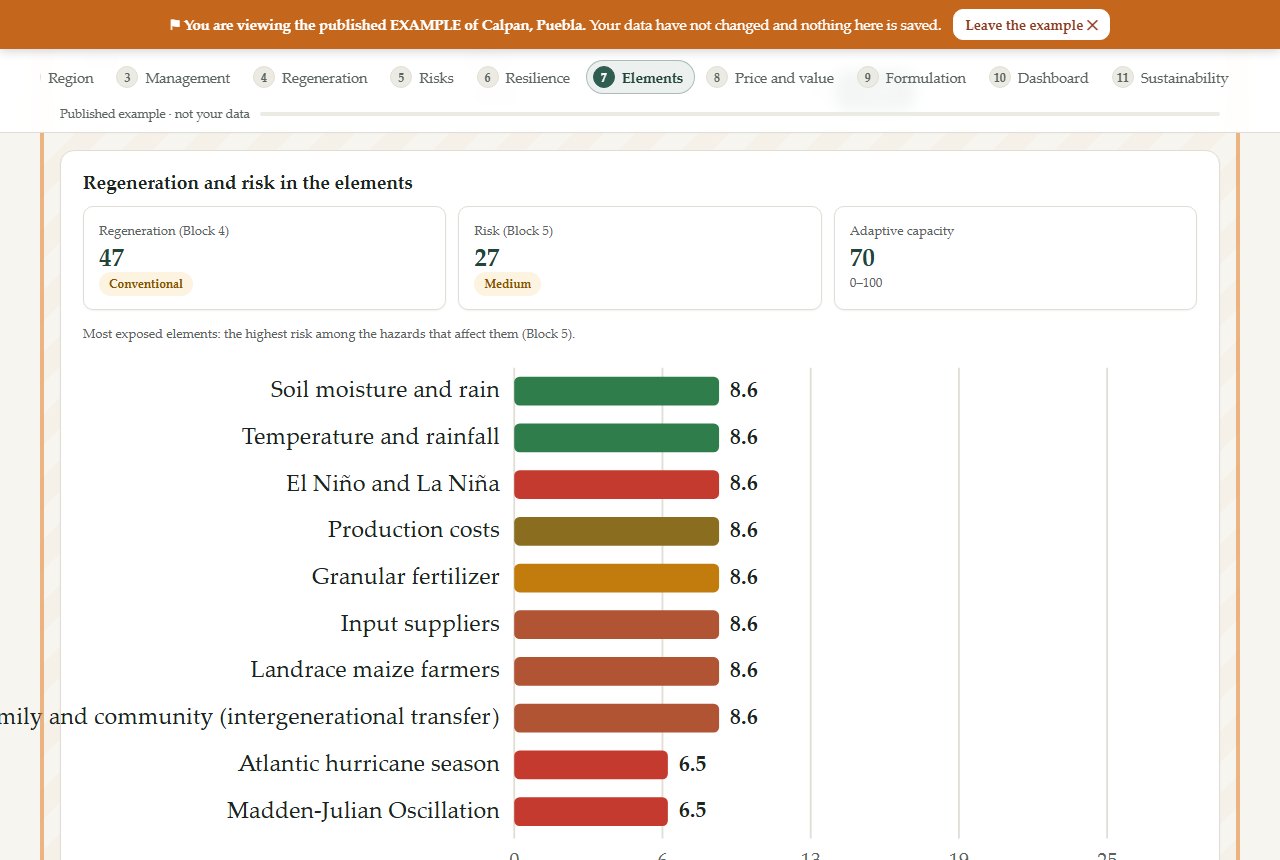 ⚑ You are viewing the published EXAMPLE of Calpan, Puebla. Your data have not changed and nothing here is saved. Leave the example ✕
Region 3 Management 4 Regeneration 5 Risks 6 Resilience 7 Elements 8 Price and value 9 Formulation 10 Dashboard 11 Sustainability
Published example · not your data
Regeneration and risk in the elements
Regeneration (Block 4)
47
Conventional
Risk (Block 5)
27
Medium
Adaptive capacity
70
0–100
Most exposed elements: the highest risk among the hazards that affect them (Block 5).
Soil moisture and rain 8.6
Temperature and rainfall 8.6
El Niño and La Niña 8.6
Production costs 8.6
Granular fertilizer 8.6
Input suppliers 8.6
Landrace maize farmers 8.6
and community (intergenerational transfer) 8.6
Atlantic hurricane season 6.5
Madden-Julian Oscillation 6.5
0 6 13 19 25